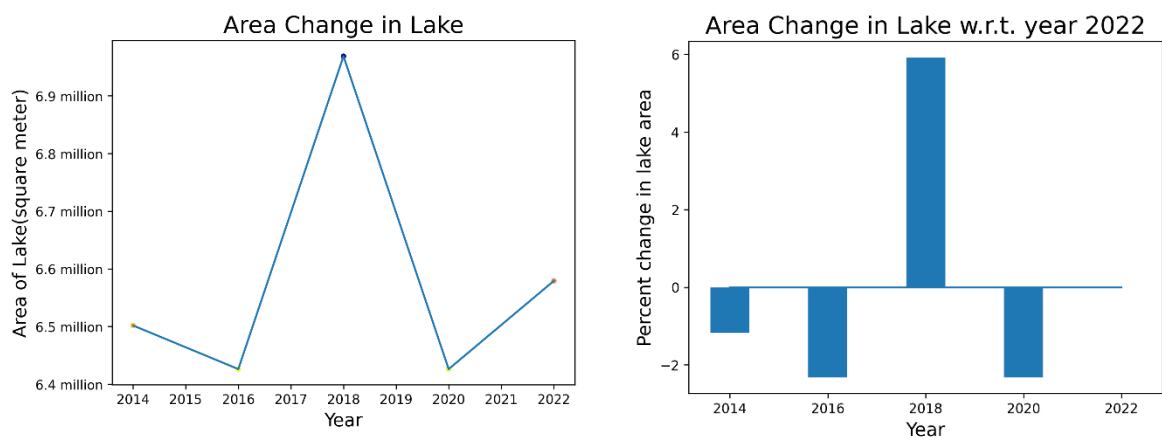 Area Change in Lake
Area of Lake(square meter)
6.9 million
6.8 million
6.7 million
6.6 million
6.5 million
6.4 million
2014 2015 2016 2017 2018 2019 2020 2021 2022
Year
Area Change in Lake w.r.t. year 2022
Percent change in lake area
6
4
2
0
−2
2014 2016 2018 2020 2022
Year